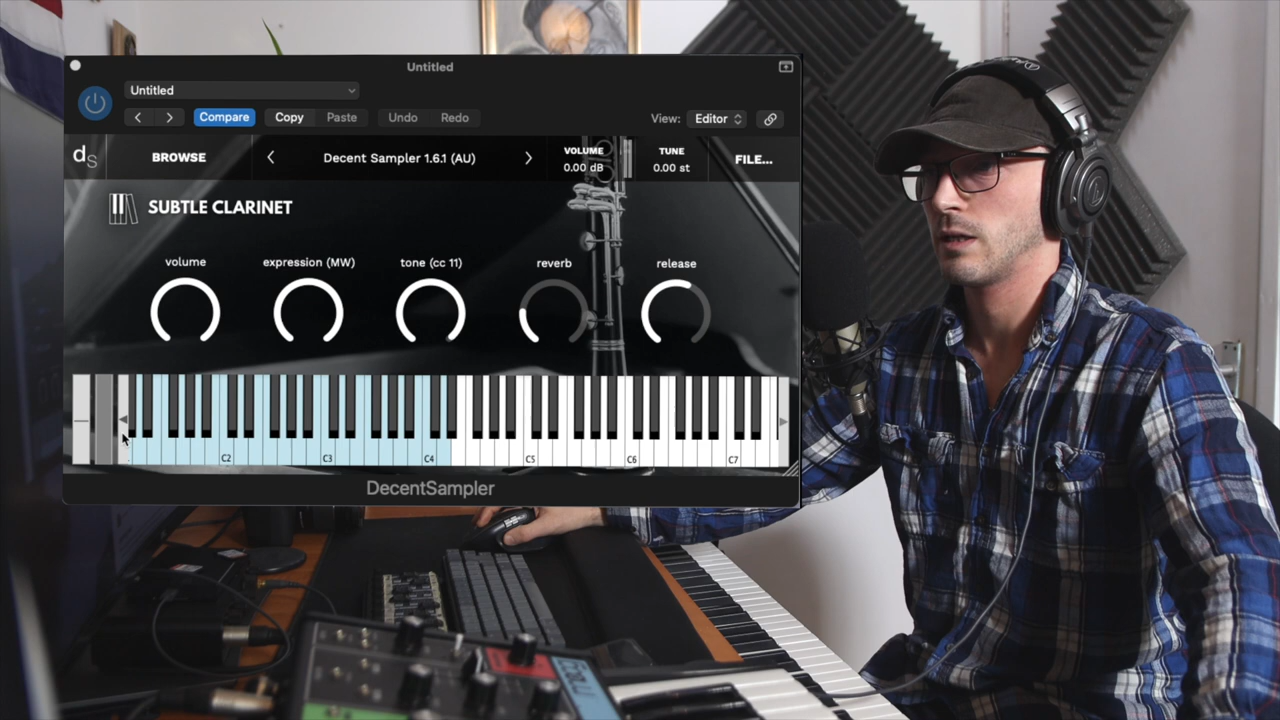 Untitled
Untitled
Compare Copy Paste Undo Redo View: Editor
ds BROWSE Decent Sampler 1.6.1 (AU) VOLUME 0.00 dB TUNE 0.00 st FILE...
SUBTLE CLARINET
volume expression (MW) tone (cc 11) reverb release
C2 C3 C4 C5 C6 C7
DecentSampler